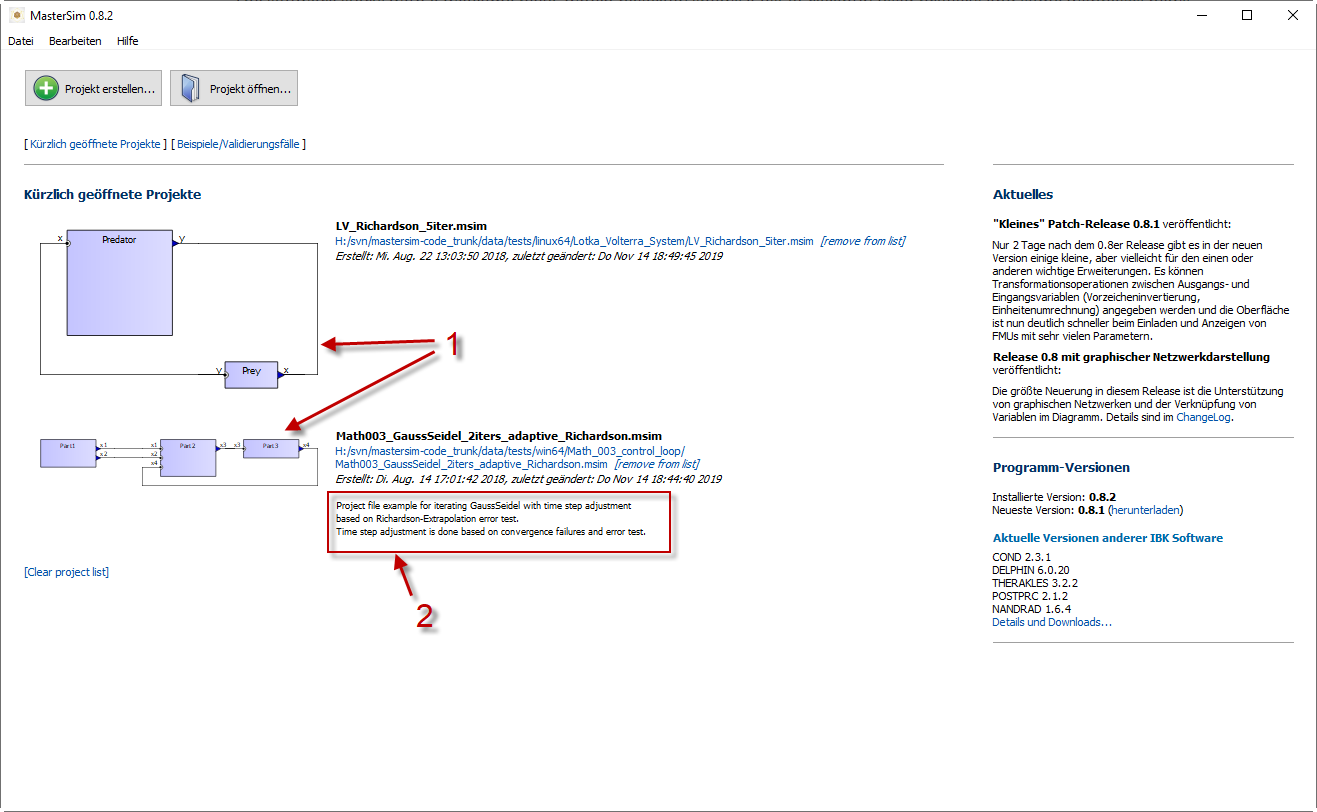 MasterSim 0.8.2
Datei Bearbeiten Hilfe
Projekt erstellen... Projekt öffnen...
[ Kürzlich geöffnete Projekte ] [ Beispiele/Validierungsfälle ]
Kürzlich geöffnete Projekte
x Predator y
y Prey x
LV_Richardson_5iter.msim
H:/svn/mastersim-code_trunk/data/tests/linux64/Lotka_Volterra_System/LV_Richardson_5iter.msim [remove from list]
Erstellt: Mi. Aug. 22 13:03:50 2018, zuletzt geändert: Do Nov 14 18:49:45 2019
1
Part1 x1 x1 Part2 x3 x3 Part3 x4
x2 x2
x4
Math003_GaussSeidel_2iters_adaptive_Richardson.msim
H:/svn/mastersim-code_trunk/data/tests/win64/Math_003_control_loop/
Math003_GaussSeidel_2iters_adaptive_Richardson.msim [remove from list]
Erstellt: Di. Aug. 14 17:01:42 2018, zuletzt geändert: Do Nov 14 18:44:40 2019
Project file example for iterating GaussSeidel with time step adjustment
based on Richardson-Extrapolation error test.
Time step adjustment is done based on convergence failures and error test.
2
[Clear project list]
Aktuelles
"Kleines" Patch-Release 0.8.1 veröffentlicht:
Nur 2 Tage nach dem 0.8er Release gibt es in der neuen
Version einige kleine, aber vielleicht für den einen oder
anderen wichtige Erweiterungen. Es können
Transformationsoperationen zwischen Ausgangs- und
Eingangsvariablen (Vorzeicheninvertierung,
Einheitenumrechnung) angegeben werden und die Oberfläche
ist nun deutlich schneller beim Einladen und Anzeigen von
FMUs mit sehr vielen Parametern.
Release 0.8 mit graphischer Netzwerkdarstellung
veröffentlicht:
Die größte Neuerung in diesem Release ist die Unterstützung
von graphischen Netzwerken und der Verknüpfung von
Variablen im Diagramm. Details sind im ChangeLog.
Programm-Versionen
Installierte Version: 0.8.2
Neueste Version: 0.8.1 (herunterladen)
Aktuelle Versionen anderer IBK Software
COND 2.3.1
DELPHIN 6.0.20
THERAKLES 3.2.2
POSTPRC 2.1.2
NANDRAD 1.6.4
Details und Downloads...